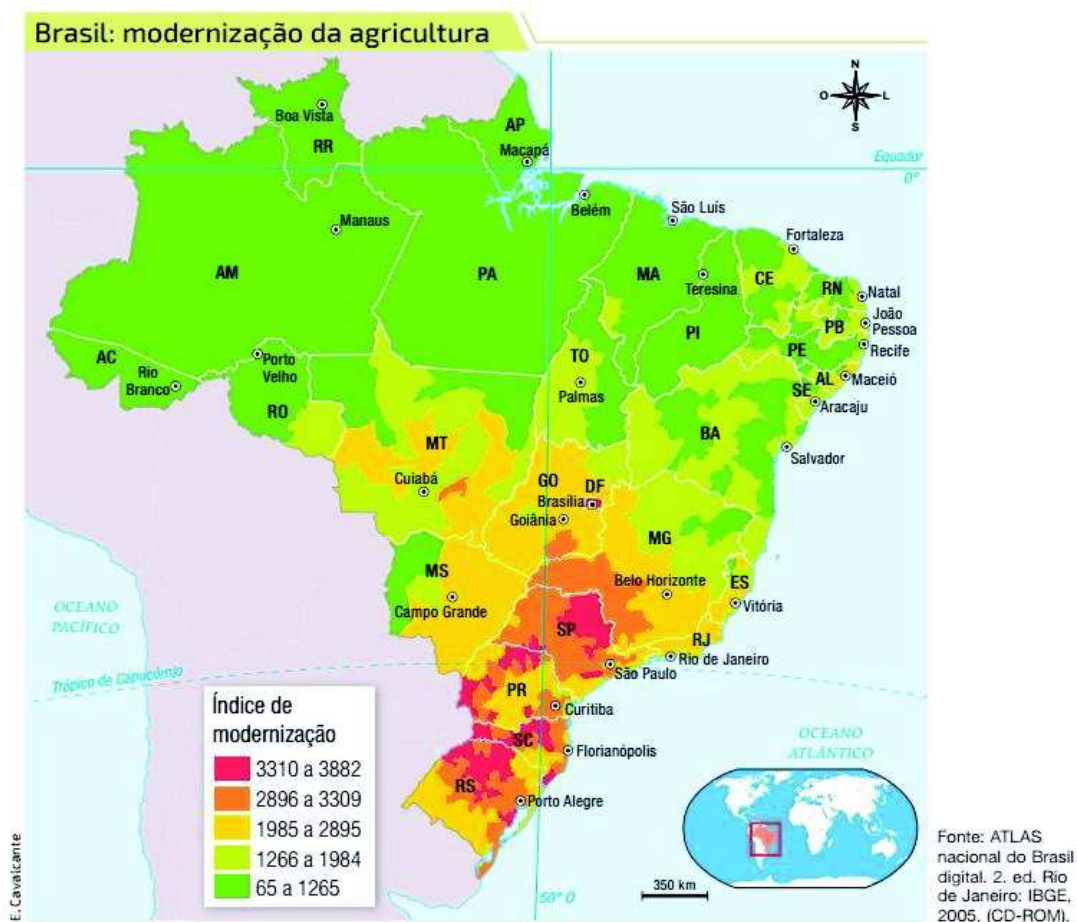 Brasil: modernização da agricultura
N
O
L
S
Boa Vista
RR
AP
Macapá
Equador
0°
Belém
São Luís
Manaus
Fortaleza
AM
PA
MA
CE
Teresina
RN
Natal
João
Pessoa
PB
PI
Recife
PE
AC
Rio
Branco
Porto
Velho
TO
AL
Maceió
Palmas
SE
Aracaju
RO
BA
MT
Salvador
Cuiabá
GO
DF
Brasília
Goiânia
MG
MS
Belo Horizonte
ES
Campo Grande
Vitória
OCEANO
PACÍFICO
SP
RJ
Rio de Janeiro
São Paulo
Trópico de Capricórnio
PR
Curitiba
SC
Florianópolis
OCEANO
ATLÂNTICO
RS
Porto Alegre
Índice de
modernização
3310 a 3882
2896 a 3309
1985 a 2895
1266 a 1984
65 a 1265
350 km
50° O
E. Cavalcante
Fonte: ATLAS
nacional do Brasil
digital. 2. ed. Rio
de Janeiro: IBGE,
2005. (CD-ROM).